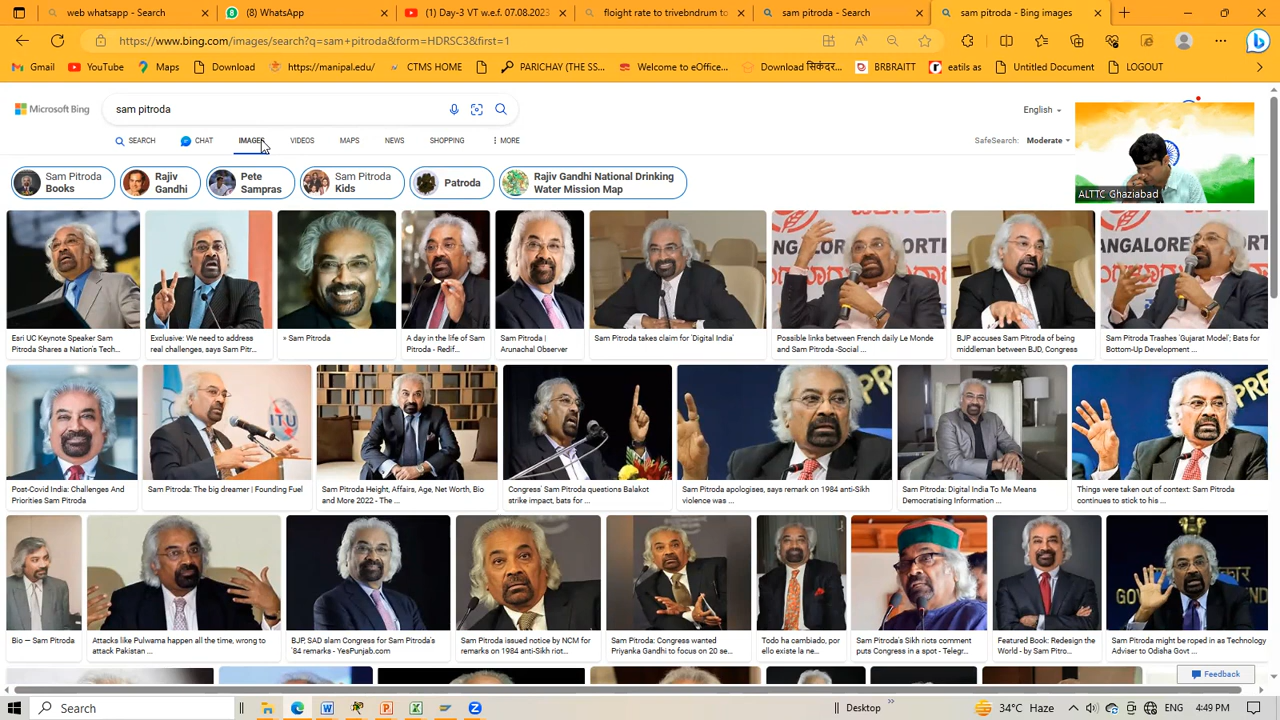 web whatsapp - Search
(8) WhatsApp
(1) Day-3 VT w.e.f. 07.08.2023
floight rate to trivebndrum to
sam pitroda - Search
sam pitroda - Bing images
https://www.bing.com/images/search?q=sam+pitroda&form=HDRSC3&first=1
Gmail
YouTube
Maps
Download
https://manipal.edu/
CTMS HOME
PARICHAY (THE SS...
Welcome to eOffice...
Download सिकंदर...
BRBRAITT
eatils as
Untitled Document
LOGOUT
Microsoft Bing
sam pitroda
English
SEARCH
CHAT
IMAGES
VIDEOS
MAPS
NEWS
SHOPPING
MORE
SafeSearch: Moderate
ALTTC Ghaziabad
Sam Pitroda
Books
Rajiv
Gandhi
Pete
Sampras
Sam Pitroda
Kids
Patroda
Rajiv Gandhi National Drinking
Water Mission Map
ANGALORE
ORTE
ANGALORE
ORT
Esri UC Keynote Speaker Sam
Pitroda Shares a Nation's Tech...
Exclusive: We need to address
real challenges, says Sam Pitr...
» Sam Pitroda
A day in the life of Sam
Pitroda - Redif...
Sam Pitroda |
Arunachal Observer
Sam Pitroda takes claim for 'Digital India'
Possible links between French daily Le Monde
and Sam Pitroda -Social ...
BJP accuses Sam Pitroda of being
middleman between BJD, Congress
Sam Pitroda Trashes 'Gujarat Model'; Bats for
Bottom-Up Development ...
ITU
Post-Covid India: Challenges And
Priorities Sam Pitroda
Sam Pitroda: The big dreamer | Founding Fuel
Sam Pitroda Height, Affairs, Age, Net Worth, Bio
and More 2022 - The ...
Congress' Sam Pitroda questions Balakot
strike impact, bats for ...
Sam Pitroda apologises, says remark on 1984 anti-Sikh
violence was ...
Sam Pitroda: Digital India To Me Means
Democratising Information ...
Things were taken out of context: Sam Pitroda
continues to stick to his ...
Bio — Sam Pitroda
Attacks like Pulwama happen all the time, wrong to
attack Pakistan ...
BJP, SAD slam Congress for Sam Pitroda's
'84 remarks - YesPunjab.com
Sam Pitroda issued notice by NCM for
remarks on 1984 anti-Sikh riot...
Sam Pitroda: Congress wanted
Priyanka Gandhi to focus on 20 se...
Todo ha cambiado, por
ello existe la ne...
Sam Pitroda's Sikh riots comment
puts Congress in a spot - Telegr...
Featured Book: Redesign the
World - by Sam Pitro...
Sam Pitroda might be roped in as Technology
Adviser to Odisha Govt ...
Feedback
Search
Desktop
34°C Haze
ENG
4:49 PM